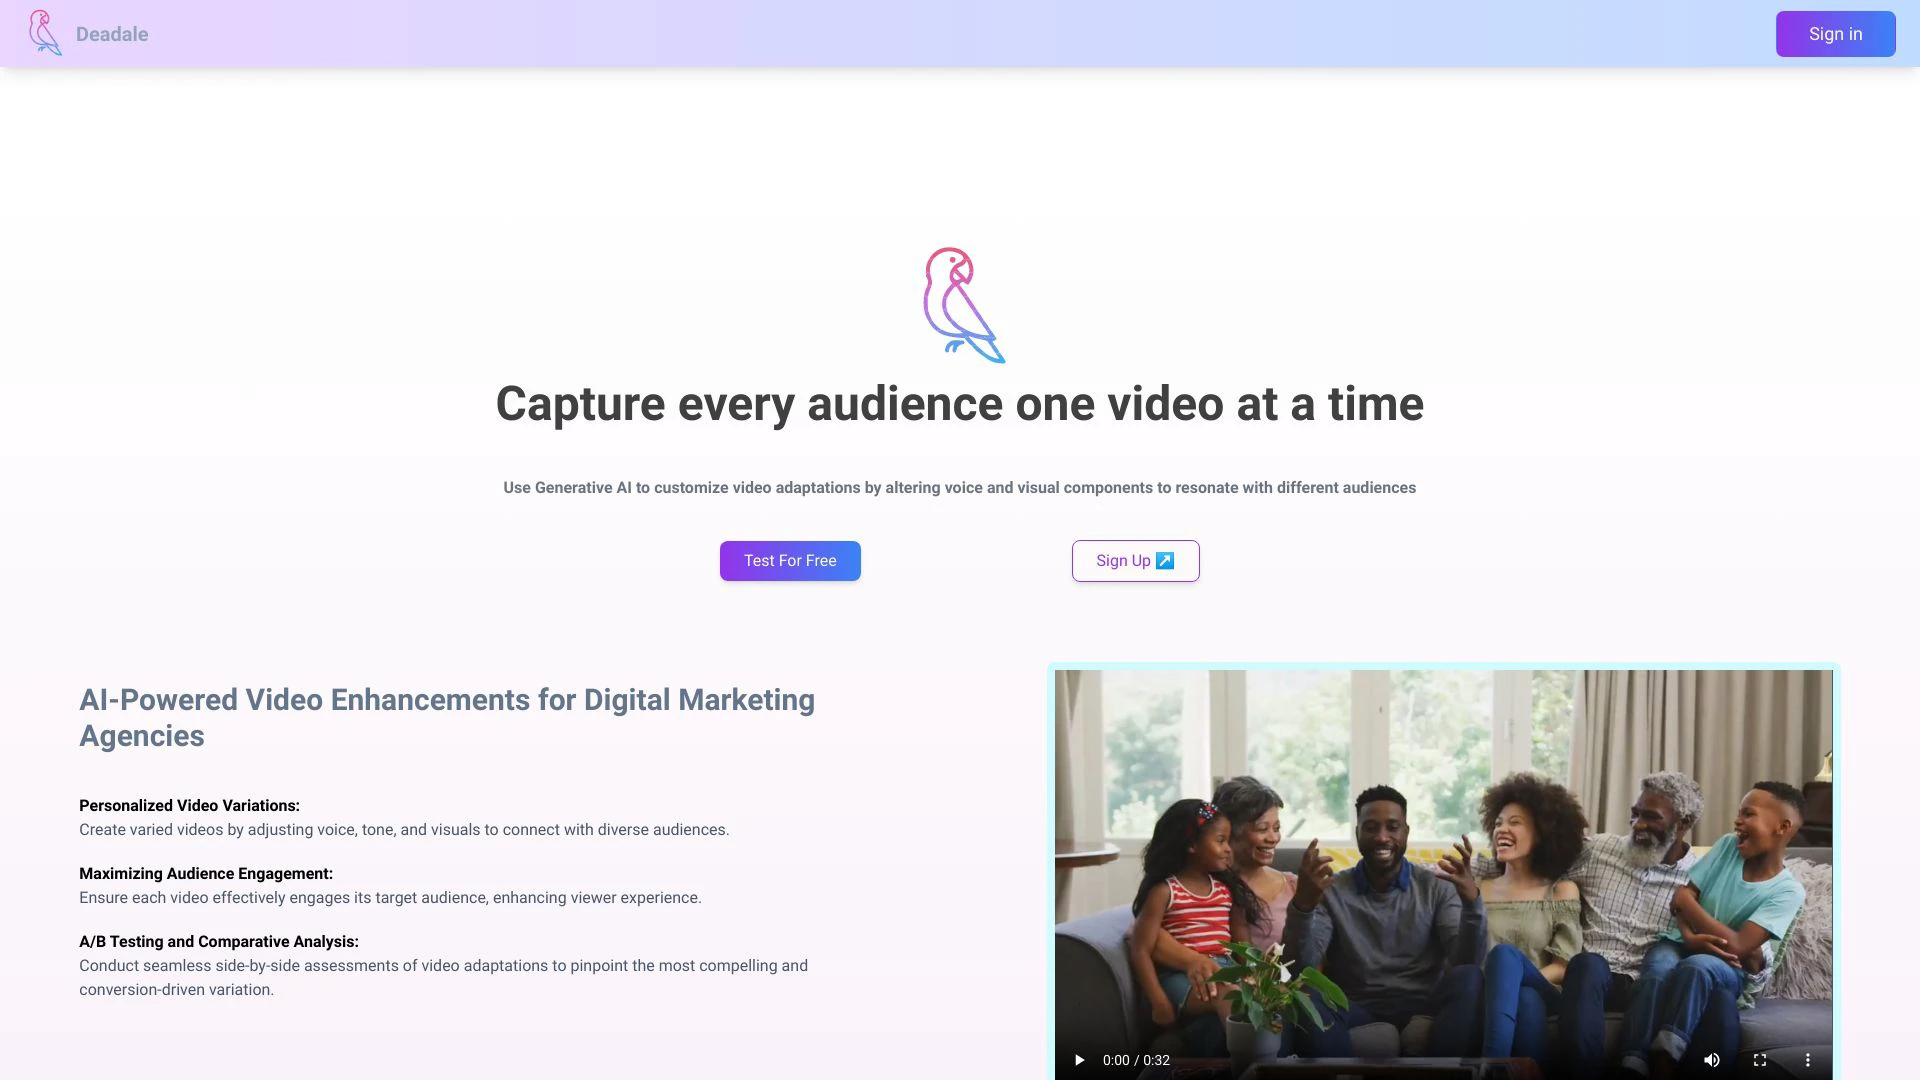 Deadale
Sign in
Capture every audience one video at a time
Use Generative AI to customize video adaptations by altering voice and visual components to resonate with different audiences
Test For Free
Sign Up ↗️
AI-Powered Video Enhancements for Digital Marketing
Agencies
Personalized Video Variations:
Create varied videos by adjusting voice, tone, and visuals to connect with diverse audiences.
Maximizing Audience Engagement:
Ensure each video effectively engages its target audience, enhancing viewer experience.
A/B Testing and Comparative Analysis:
Conduct seamless side-by-side assessments of video adaptations to pinpoint the most compelling and
conversion-driven variation.
0:00 / 0:32